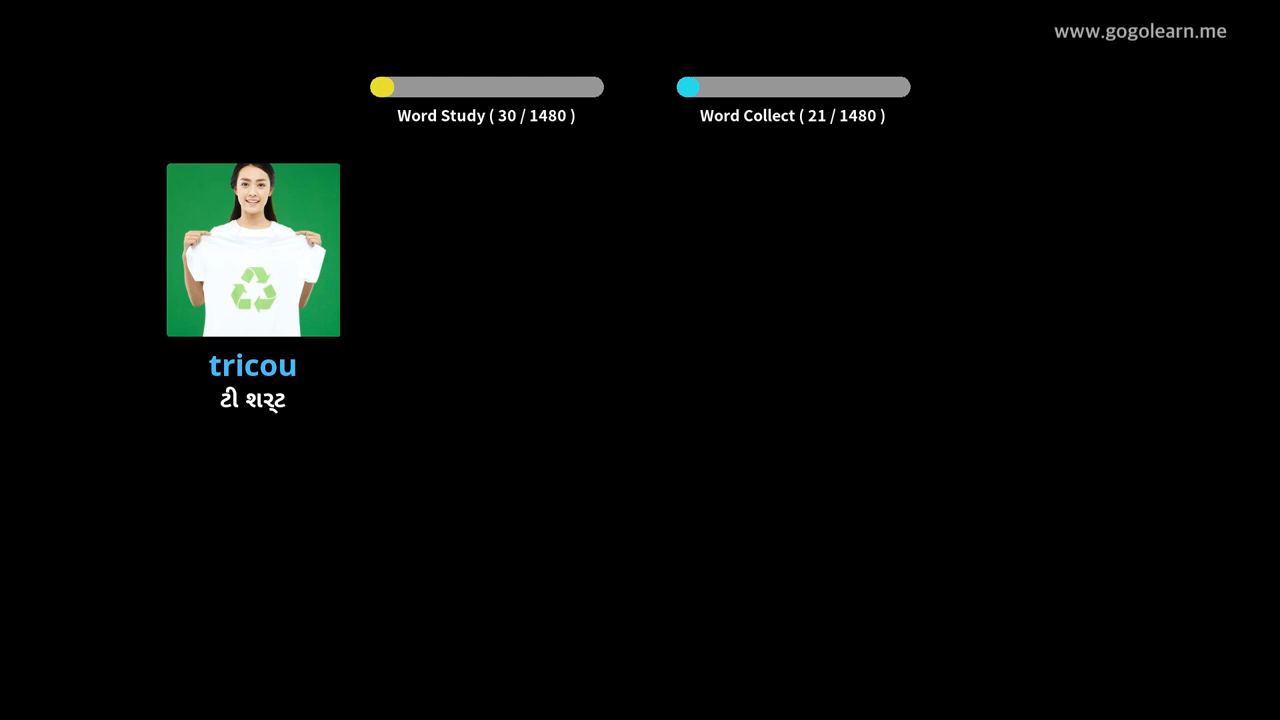 www.gogolearn.me
Word Study ( 30 / 1480 )
Word Collect ( 21 / 1480 )
tricou
ટી શર્ટ